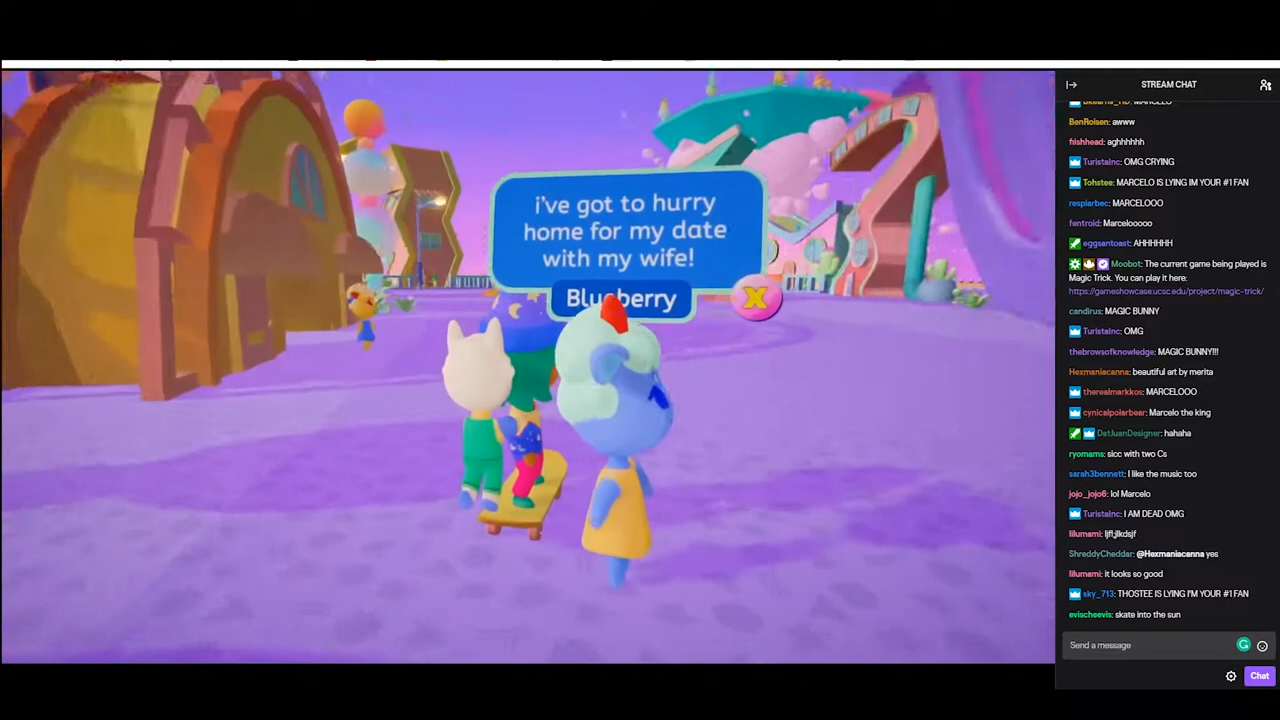 i've got to hurry
home for my date
with my wife!
Blueberry
X
STREAM CHAT
MARCELO
BenRoisen: awww
fiishhead: aghhhhhh
TuristaInc: OMG CRYING
Tohstee: MARCELO IS LYING IM YOUR #1 FAN
respiarbec: MARCELOOO
fentroid: Marcelooooo
eggsantoast: AHHHHHH
Moobot: The current game being played is
Magic Trick. You can play it here:
https://gameshowcase.ucsc.edu/project/magic-trick/
candirus: MAGIC BUNNY
TuristaInc: OMG
thebrowsofknowledge: MAGIC BUNNY!!!
Hexmaniacanna: beautiful art by merita
therealmarkkos: MARCELOOO
cynicalpolarbear: Marcelo the king
DatJuanDesigner: hahaha
ryomams: sicc with two Cs
sarah3bennett: I like the music too
jojo_jojo6: lol Marcelo
TuristaInc: I AM DEAD OMG
lilumami: ljfl;jlkdsjf
ShreddyCheddar: @Hexmaniacanna yes
lilumami: it looks so good
sky_713: THOSTEE IS LYING I'M YOUR #1 FAN
evischeevis: skate into the sun
Send a message
Chat